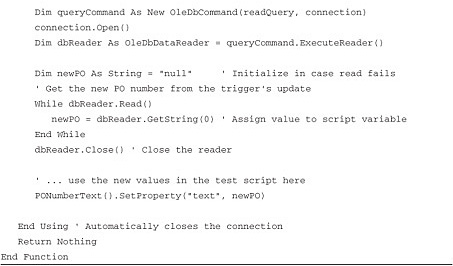 Dim queryCommand As New OleDbCommand(readQuery, connection)
connection.Open()
Dim dbReader As OleDbDataReader = queryCommand.ExecuteReader()
Dim newPO As String = "null" ' Initialize in case read fails
' Get the new PO number from the trigger's update
While dbReader.Read()
newPO = dbReader.GetString(0) ' Assign value to script variable
End While
dbReader.Close() ' Close the reader
' ... use the new values in the test script here
PONumberText().SetProperty("text", newPO)
End Using ' Automatically closes the connection
Return Nothing
End Function